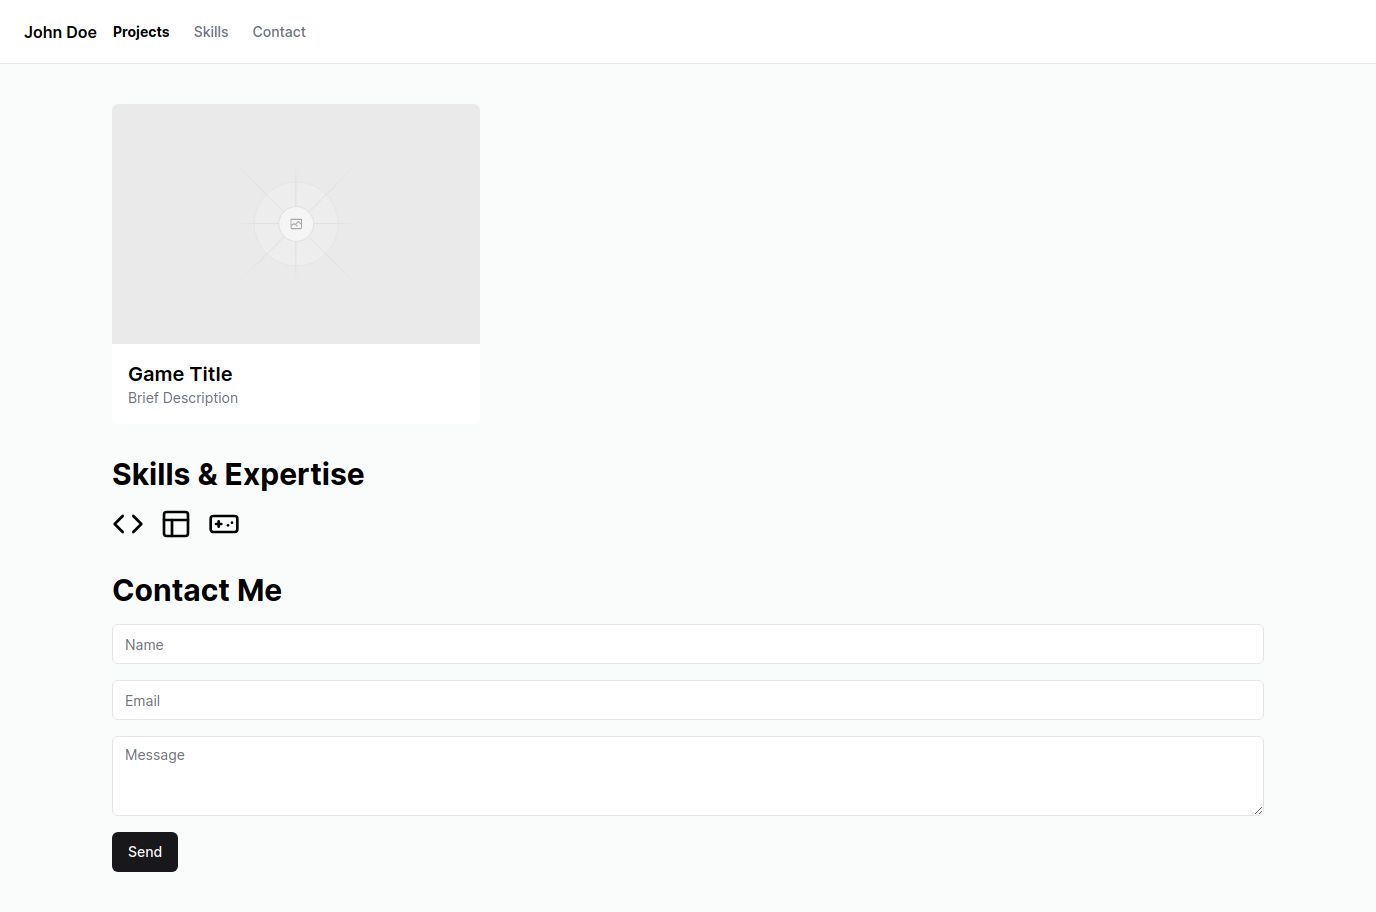 John Doe Projects Skills Contact
Game Title
Brief Description
Skills & Expertise
Contact Me
Name
Email
Message
Send